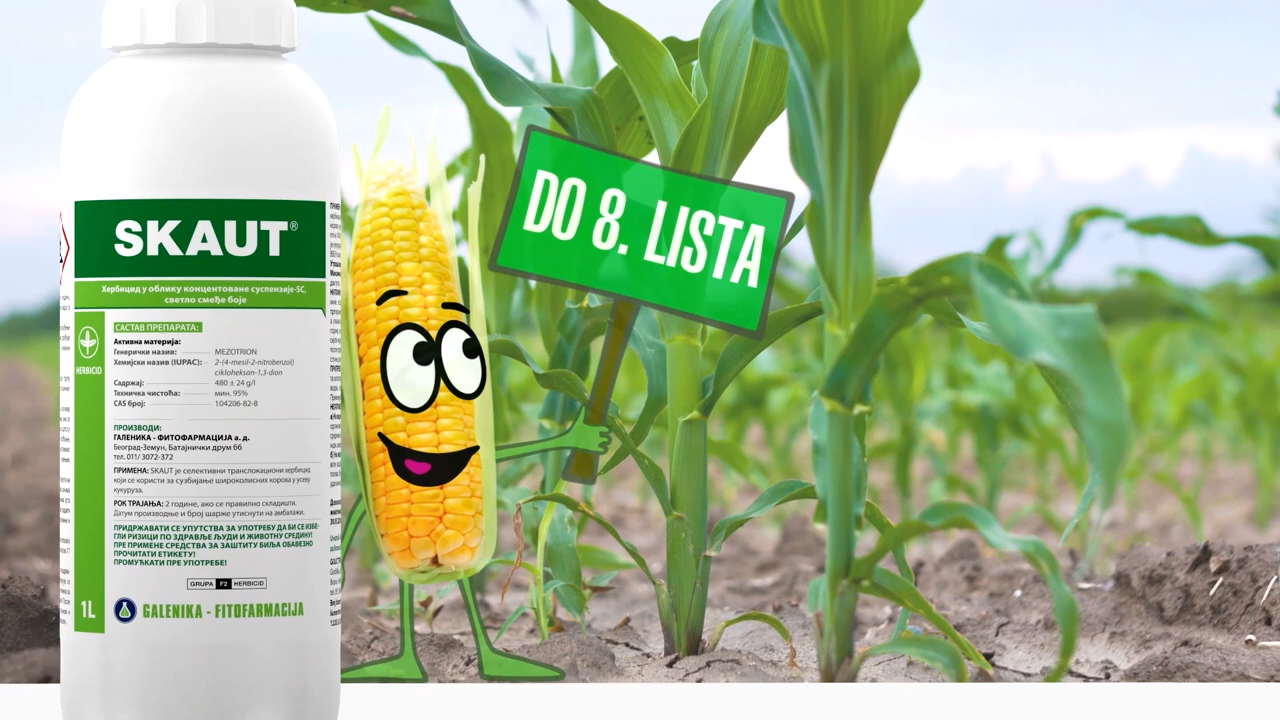 SKAUT®
Хербицид у облику концентоване суспензије-SC,
светло смеђе боје
HERBICID
САСТАВ ПРЕПАРАТА:
Активна материја:
Генерички назив: MEZOTRION
Хемијски назив (IUPAC): 2-(4-mesil-2-nitrobenzoil)
cikloheksan-1,3-dion
Садржај: 480 ± 24 g/l
Техничка чистоћа: мин. 95%
CAS број: 104206-82-8
ПРОИЗВОДИ:
ГАЛЕНИКА - ФИТОФАРМАЦИЈА а. д.
Београд-Земун, Батајнички друм бб
тел. 011/ 3072-372
ПРИМЕНА: SKAUT је селективни транслокациони хербицид
који се користи за сузбијање широколисних корова у усеву
кукуруза.
РОК ТРАЈАЊА: 2 године, ако се правилно складишти.
Датум производње и број шарже утиснути на амбалажи.
ПРИДРЖАВАТИ СЕ УПУТСТВА ЗА УПОТРЕБУ ДА БИ СЕ ИЗБЕ-
ГЛИ РИЗИЦИ ПО ЗДРАВЉЕ ЉУДИ И ЖИВОТНУ СРЕДИНУ!
ПРЕ ПРИМЕНЕ СРЕДСТВА ЗА ЗАШТИТУ БИЉА ОБАВЕЗНО
ПРОЧИТАТИ ЕТИКЕТУ!
ПРОМУЋКАТИ ПРЕ УПОТРЕБЕ!
GRUPA F2 HERBICID
1L
GALENIKA - FITOFARMACIJA
DO 8. LISTA